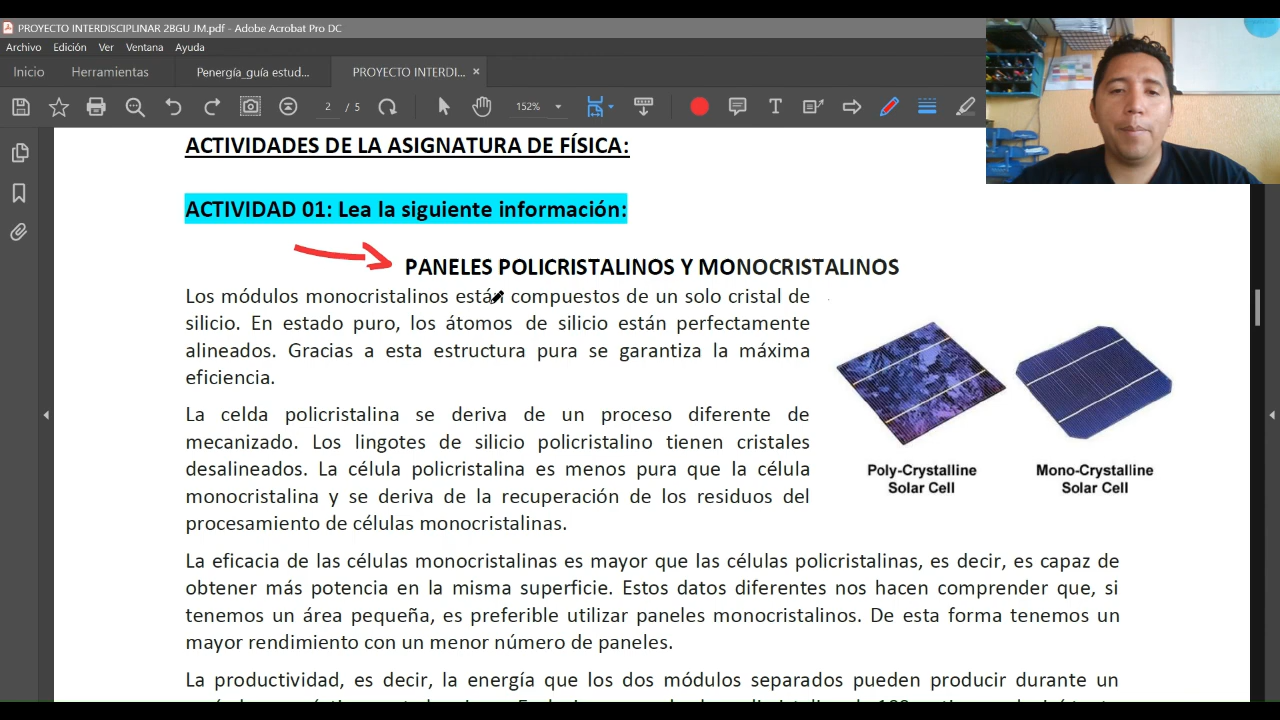 PROYECTO INTERDISCIPLINAR 2BGU JM.pdf - Adobe Acrobat Pro DC
Archivo Edición Ver Ventana Ayuda
Inicio Herramientas Penergía_guía estud... PROYECTO INTERDI... ×
2 / 5 152%
ACTIVIDADES DE LA ASIGNATURA DE FÍSICA:
ACTIVIDAD 01: Lea la siguiente información:
PANELES POLICRISTALINOS Y MONOCRISTALINOS
Los módulos monocristalinos están compuestos de un solo cristal de
silicio. En estado puro, los átomos de silicio están perfectamente
alineados. Gracias a esta estructura pura se garantiza la máxima
eficiencia.
La celda policristalina se deriva de un proceso diferente de
mecanizado. Los lingotes de silicio policristalino tienen cristales
desalineados. La célula policristalina es menos pura que la célula
monocristalina y se deriva de la recuperación de los residuos del
procesamiento de células monocristalinas.
Poly-Crystalline
Solar Cell
Mono-Crystalline
Solar Cell
La eficacia de las células monocristalinas es mayor que las células policristalinas, es decir, es capaz de
obtener más potencia en la misma superficie. Estos datos diferentes nos hacen comprender que, si
tenemos un área pequeña, es preferible utilizar paneles monocristalinos. De esta forma tenemos un
mayor rendimiento con un menor número de paneles.
La productividad, es decir, la energía que los dos módulos separados pueden producir durante un